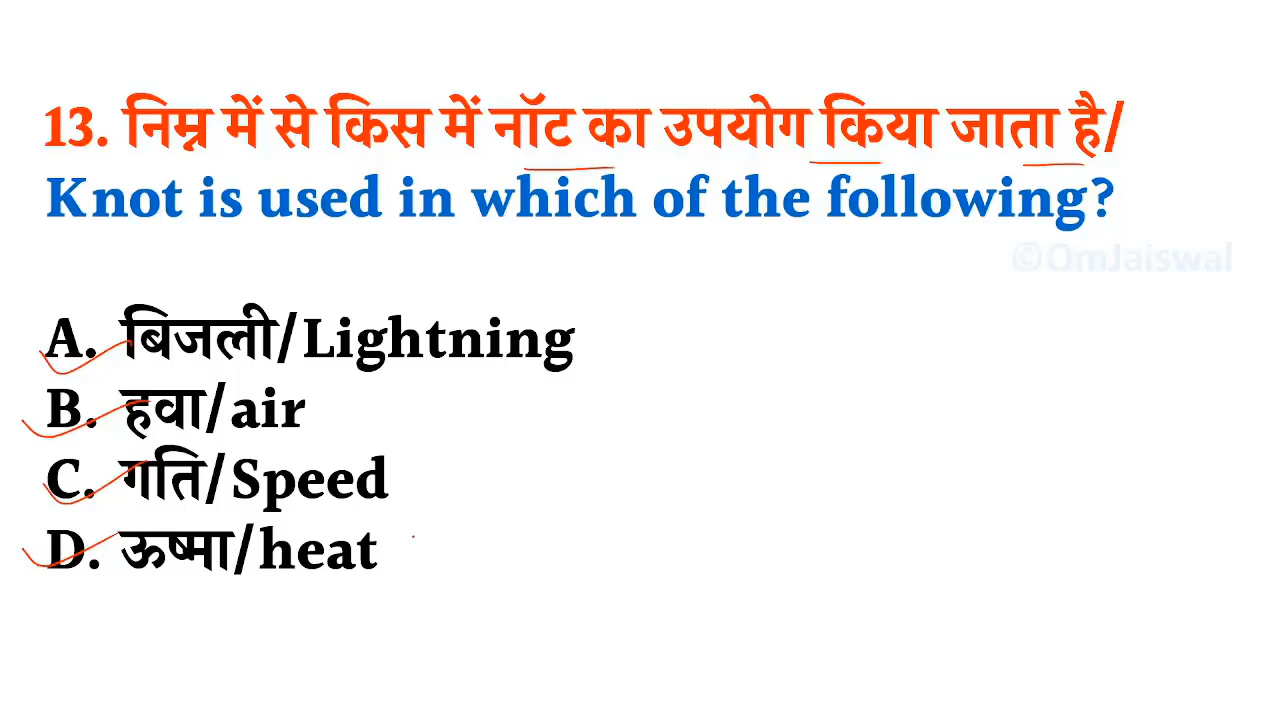 13. निम्न में से किस में नॉट का उपयोग किया जाता है/
Knot is used in which of the following?
©OmJaiswal
A. बिजली/Lightning
B. हवा/air
C. गति/Speed
D. ऊष्मा/heat